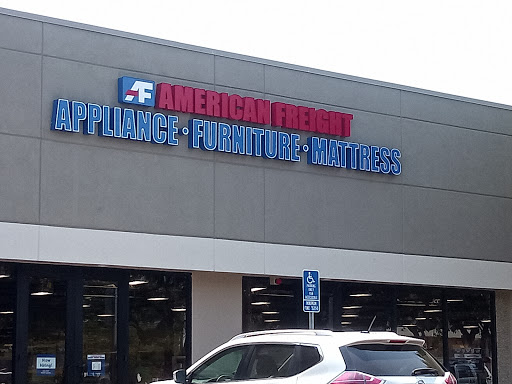 AF AMERICAN FREIGHT
APPLIANCE · FURNITURE · MATTRESS
Now
hiring!